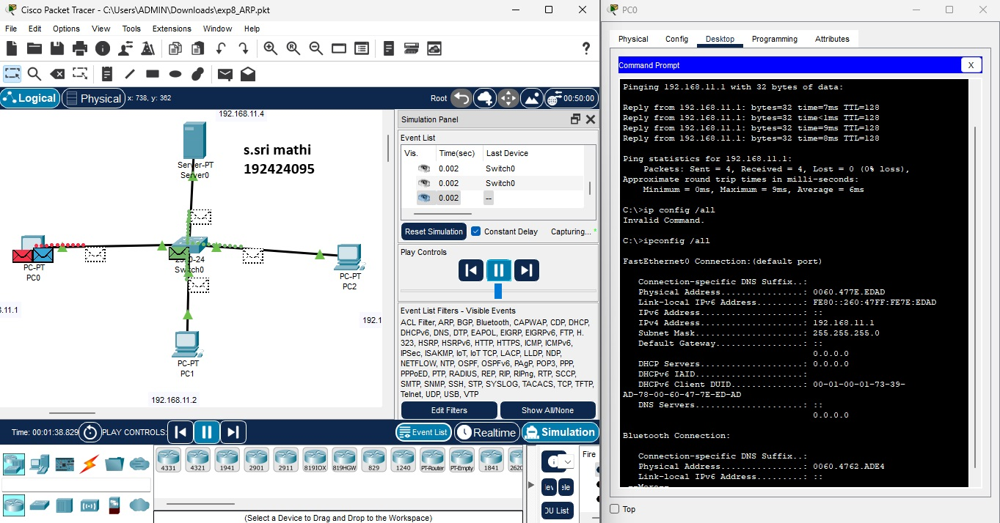 Cisco Packet Tracer - C:\Users\ADMIN\Downloads\exp8_ARP.pkt
File Edit Options View Tools Extensions Window Help
?
Logical Physical x: 738, y: 362
Root 00:50:00
192.168.11.4
s.sri mathi
192424095
Server-PT
Server0
24
Switch0
PC-PT
PC0
PC-PT
PC2
.11.1
192.1
PC-PT
PC1
192.168.11.2
Simulation Panel
Event List
Vis. Time(sec) Last Device
0.002 Switch0
0.002 Switch0
0.002 --
Reset Simulation Constant Delay Capturing...*
Play Controls
Event List Filters - Visible Events
ACL Filter, ARP, BGP, Bluetooth, CAPWAP, CDP, DHCP,
DHCPv6, DNS, DTP, EAPOL, EIGRP, EIGRPv6, FTP, H.
323, HSRP, HSRPv6, HTTP, HTTPS, ICMP, ICMPv6,
IPSec, ISAKMP, IoT, IoT TCP, LACP, LLDP, NDP,
NETFLOW, NTP, OSPF, OSPFv6, PAgP, POP3, PPP,
PPPoED, PTP, RADIUS, REP, RIP, RIPng, RTP, SCCP,
SMTP, SNMP, SSH, STP, SYSLOG, TACACS, TCP, TFTP,
Telnet, UDP, USB, VTP
Edit Filters Show All/None
Time: 00:01:38.829 PLAY CONTROLS:
Event List Realtime Simulation
4331 4321 1941 2901 2911 819IOX 819HGW 829 1240 PT-Router PT-Empty 1841 2620
(Select a Device to Drag and Drop to the Workspace)
Fire
DU List
PC0
Physical Config Desktop Programming Attributes
Command Prompt X
Pinging 192.168.11.1 with 32 bytes of data:
Reply from 192.168.11.1: bytes=32 time=7ms TTL=128
Reply from 192.168.11.1: bytes=32 time<1ms TTL=128
Reply from 192.168.11.1: bytes=32 time=9ms TTL=128
Reply from 192.168.11.1: bytes=32 time=8ms TTL=128
Ping statistics for 192.168.11.1:
Packets: Sent = 4, Received = 4, Lost = 0 (0% loss),
Approximate round trip times in milli-seconds:
Minimum = 0ms, Maximum = 9ms, Average = 6ms
C:\>ip config /all
Invalid Command.
C:\>ipconfig /all
FastEthernet0 Connection:(default port)
Connection-specific DNS Suffix..:
Physical Address................: 0060.477E.EDAD
Link-local IPv6 Address.........: FE80::260:47FF:FE7E:EDAD
IPv6 Address....................: ::
IPv4 Address....................: 192.168.11.1
Subnet Mask.....................: 255.255.255.0
Default Gateway.................: ::
0.0.0.0
DHCP Servers....................: 0.0.0.0
DHCPv6 IAID.....................:
DHCPv6 Client DUID..............: 00-01-00-01-73-39-
AD-78-00-60-47-7E-ED-AD
DNS Servers.....................: ::
0.0.0.0
Bluetooth Connection:
Connection-specific DNS Suffix..:
Physical Address................: 0060.4762.ADE4
Link-local IPv6 Address.........: ::
--More--
Top